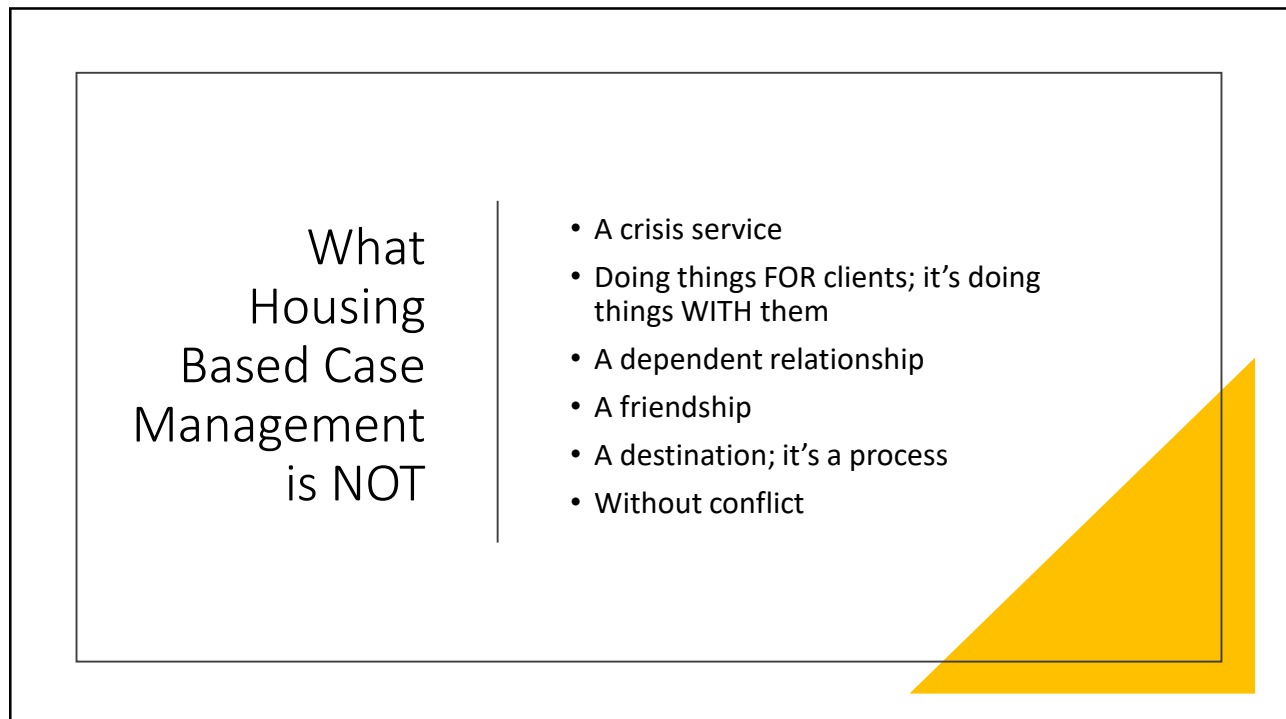 What
Housing
Based Case
Management
is NOT
• A crisis service
• Doing things FOR clients; it’s doing
things WITH them
• A dependent relationship
• A friendship
• A destination; it’s a process
• Without conflict